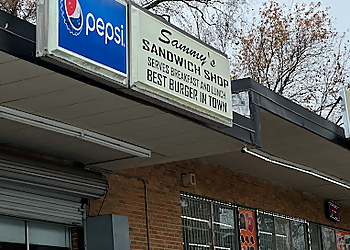 pepsi
Sammy's
SANDWICH SHOP
SERVES BREAKFAST AND LUNCH
BEST BURGER IN TOWN